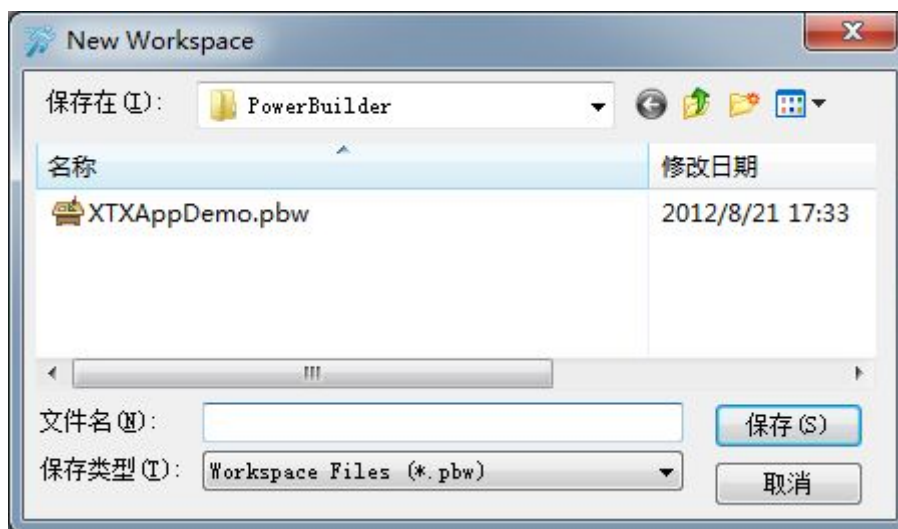 New Workspace
保存在(I):
PowerBuilder
名称
修改日期
XTXAppDemo.pbw
2012/8/21 17:33
文件名(N):
保存(S)
保存类型(T):
Workspace Files (*.pbw)
取消